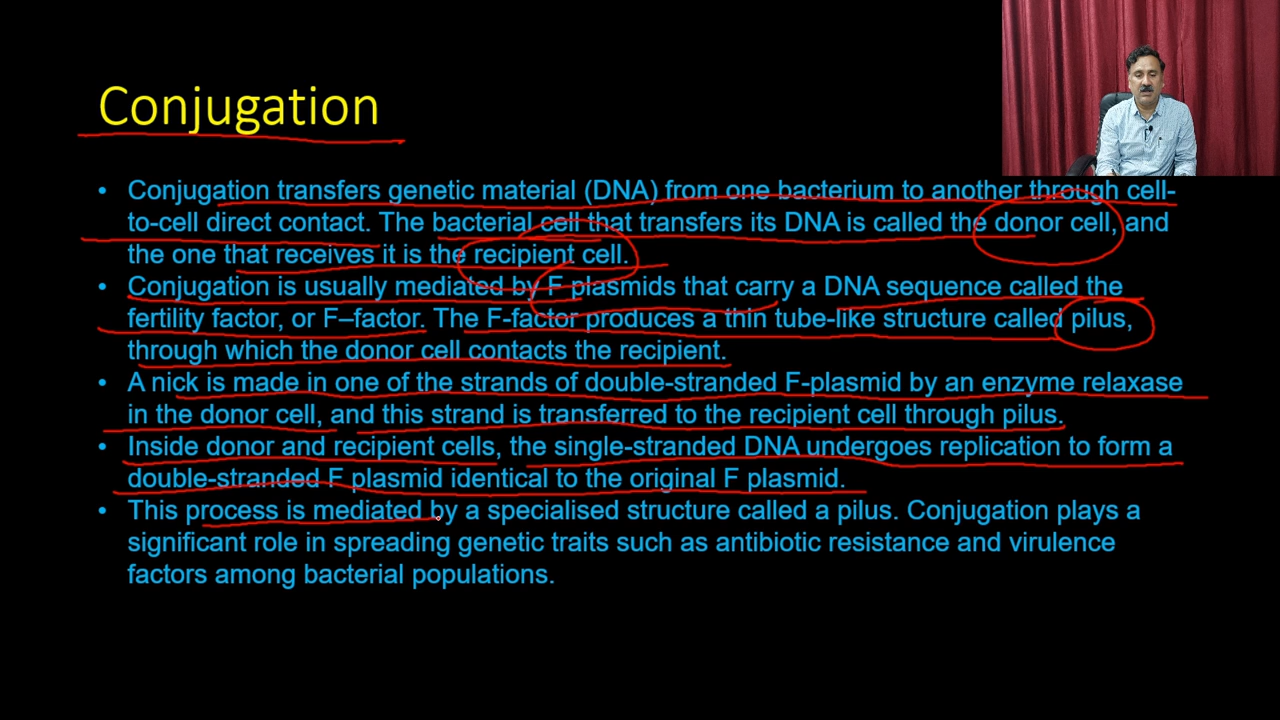 Conjugation
• Conjugation transfers genetic material (DNA) from one bacterium to another through cell-
to-cell direct contact. The bacterial cell that transfers its DNA is called the donor cell, and
the one that receives it is the recipient cell.
• Conjugation is usually mediated by F plasmids that carry a DNA sequence called the
fertility factor, or F–factor. The F-factor produces a thin tube-like structure called pilus,
through which the donor cell contacts the recipient.
• A nick is made in one of the strands of double-stranded F-plasmid by an enzyme relaxase
in the donor cell, and this strand is transferred to the recipient cell through pilus.
• Inside donor and recipient cells, the single-stranded DNA undergoes replication to form a
double-stranded F plasmid identical to the original F plasmid.
• This process is mediated by a specialised structure called a pilus. Conjugation plays a
significant role in spreading genetic traits such as antibiotic resistance and virulence
factors among bacterial populations.